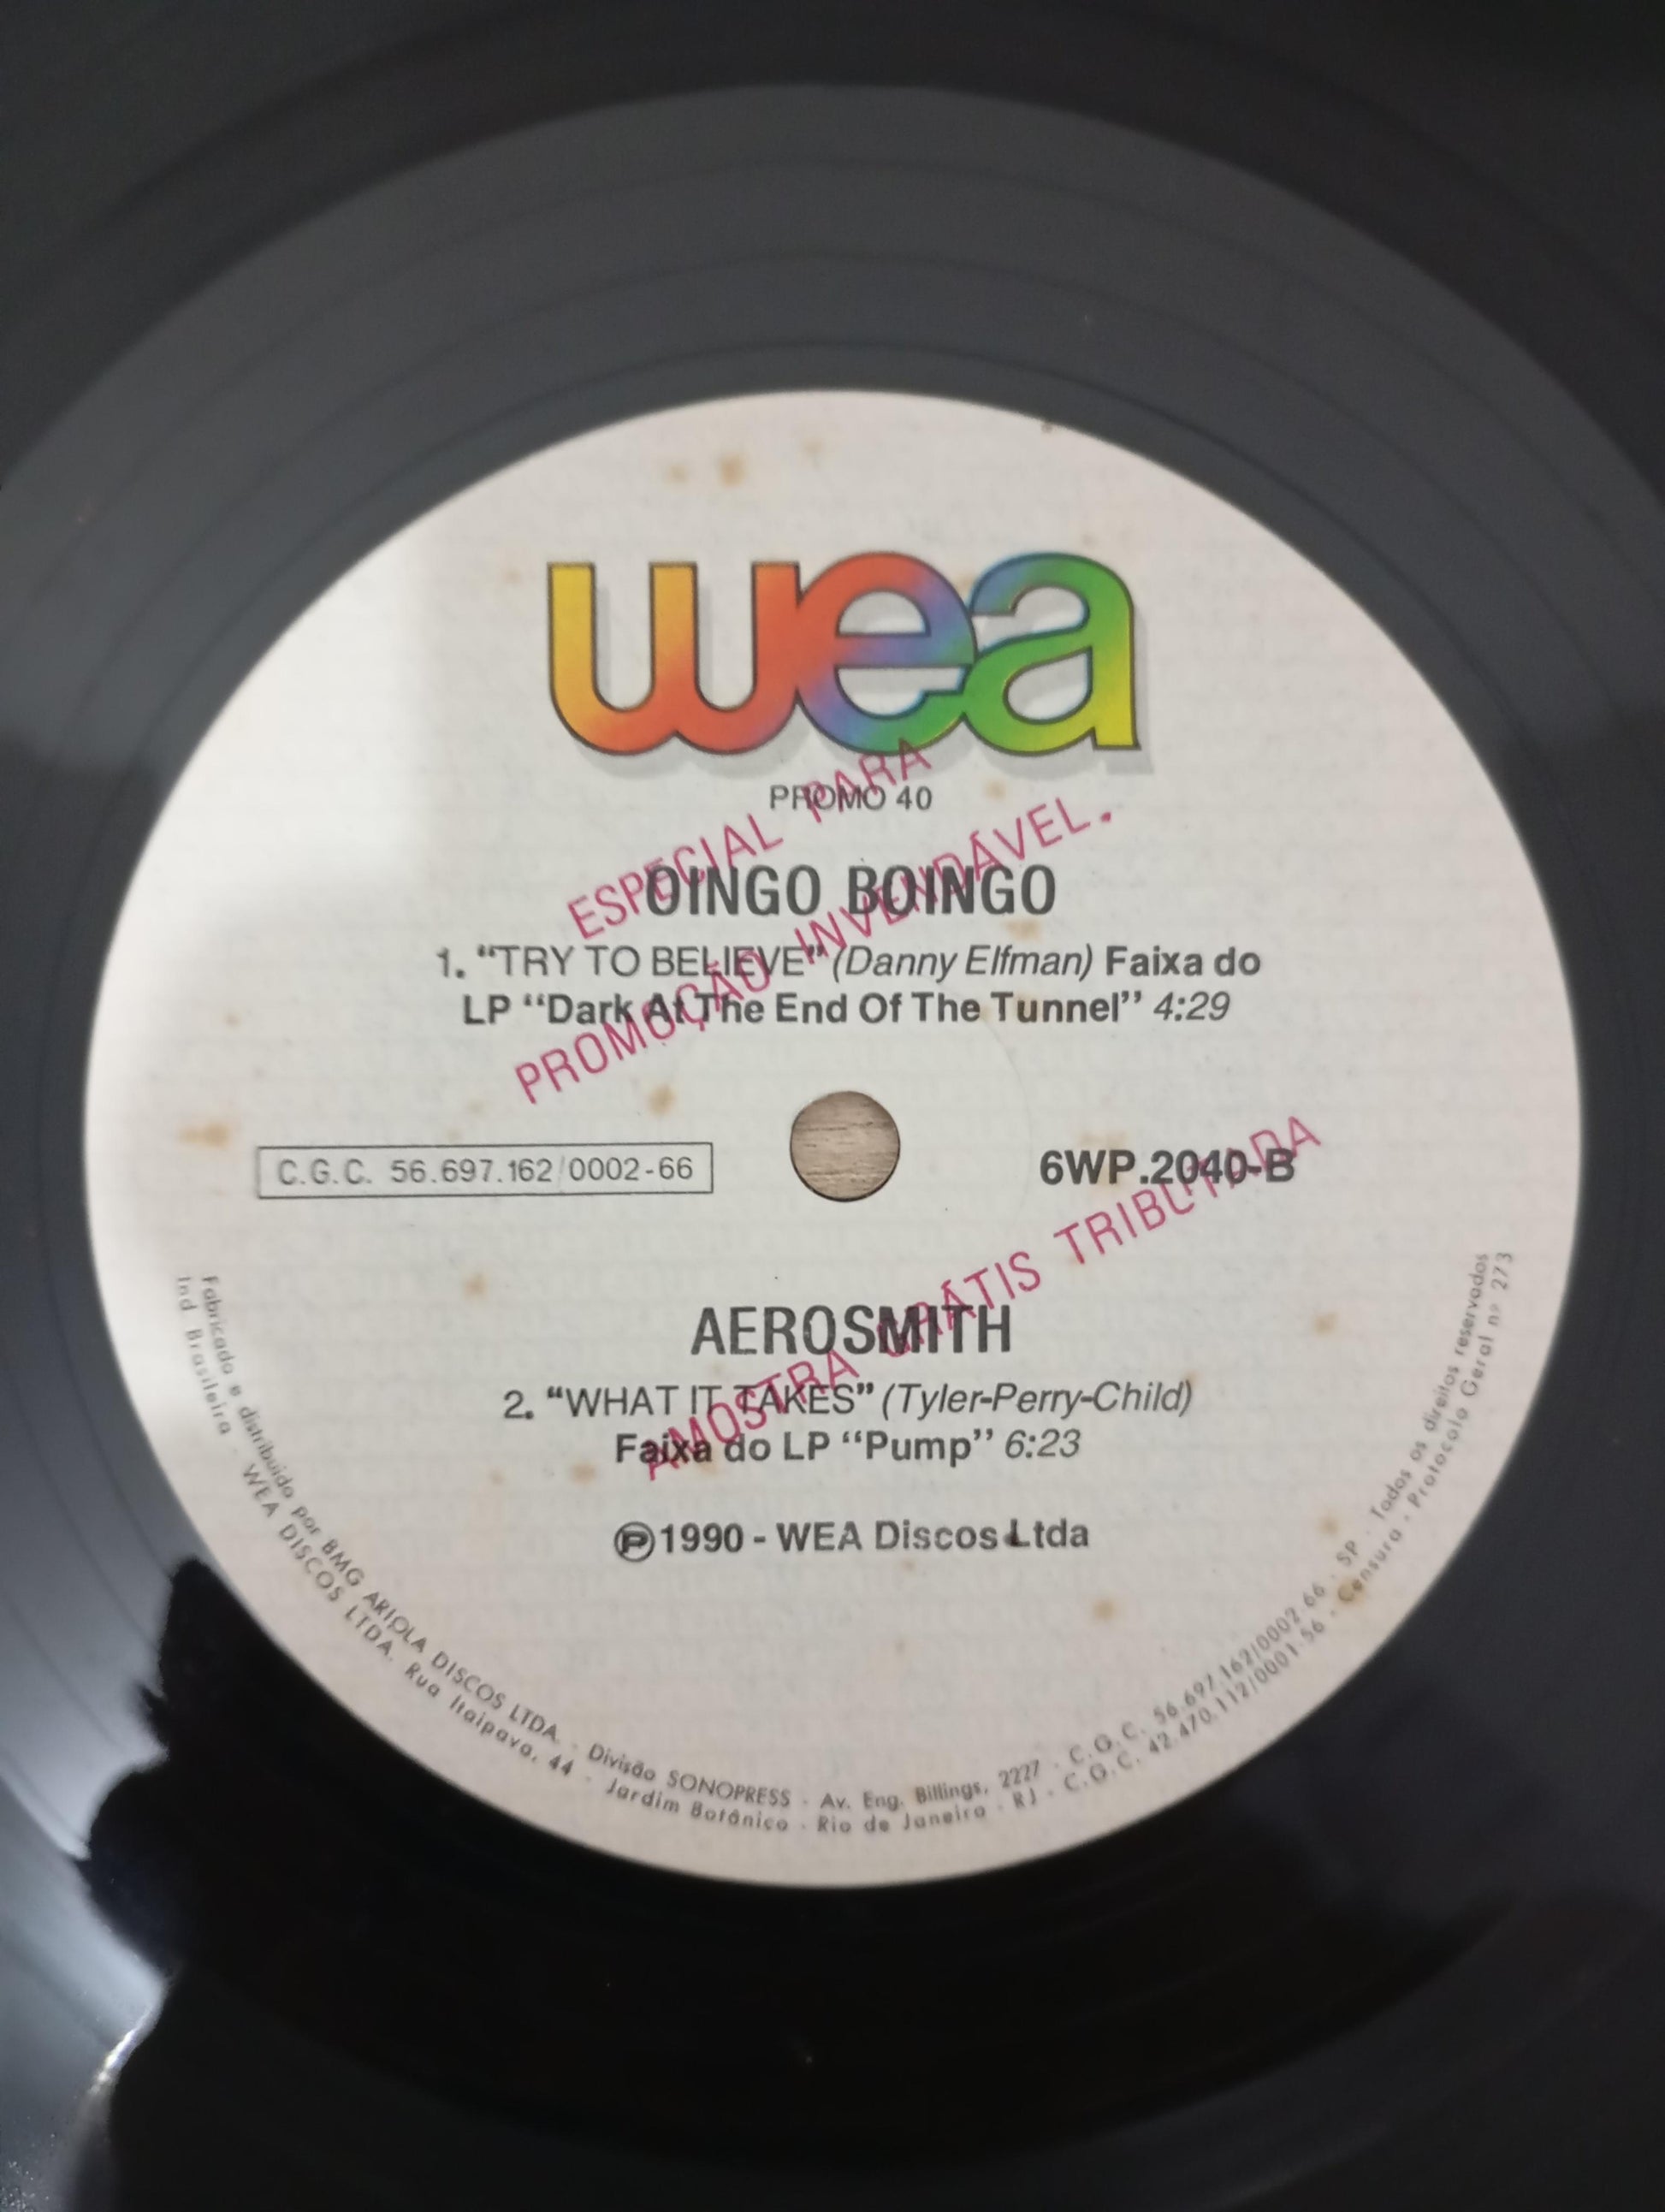 wea
PROMO 40
ESPECIAL PARA
PROMOÇÃO INVENDÁVEL.
OINGO BOINGO
1. “TRY TO BELIEVE” (Danny Elfman) Faixa do
LP “Dark At The End Of The Tunnel” 4:29
C.G.C. 56.697.162/0002-66
6WP.2040-B
AMOSTRA GRÁTIS TRIBUTADA
AEROSMITH
2. “WHAT IT TAKES” (Tyler-Perry-Child)
Faixa do LP “Pump” 6:23
℗1990 - WEA Discos Ltda
Fabricado e distribuido por BMG ARIOLA DISCOS LTDA. · Divisão SONOPRESS · Av. Eng. Billings, 2227 · C.G.C. 56.697.162/0002.66 · SP · Todos os direitos reservados
Ind. Brasileira · WEA DISCOS LTDA. Rua Itaipava, 44 · Jardim Botânico · Rio de Janeiro · RJ · C.G.C. 42.470.112/0001.56 · Censura · Protocolo Geral nº 273